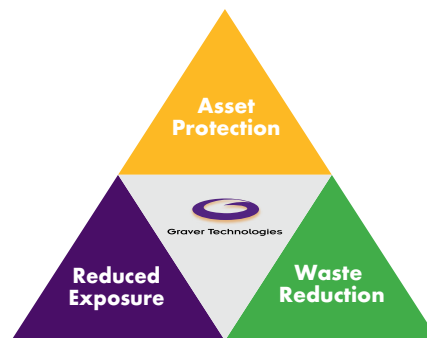 Asset
Protection
Graver Technologies
Reduced
Exposure
Waste
Reduction